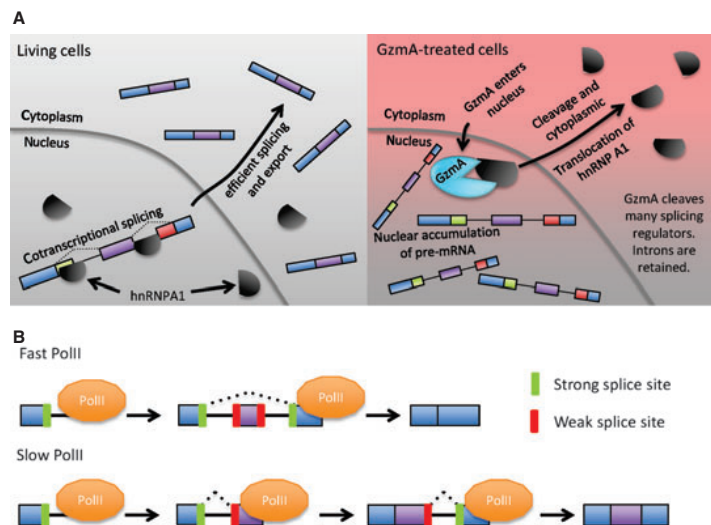 A
Living cells
Cytoplasm
Nucleus
Cotranscriptional splicing
efficient splicing
and export
hnRNPA1
GzmA-treated cells
GzmA enters
nucleus
Cytoplasm
Nucleus
GzmA
Cleavage and
cytoplasmic
Translocation of
hnRNP A1
Nuclear accumulation
of pre-mRNA
GzmA cleaves
many splicing
regulators.
Introns are
retained.
B
Fast PolII
PolII
PolII
Strong splice site
Weak splice site
Slow PolII
PolII
PolII
PolII